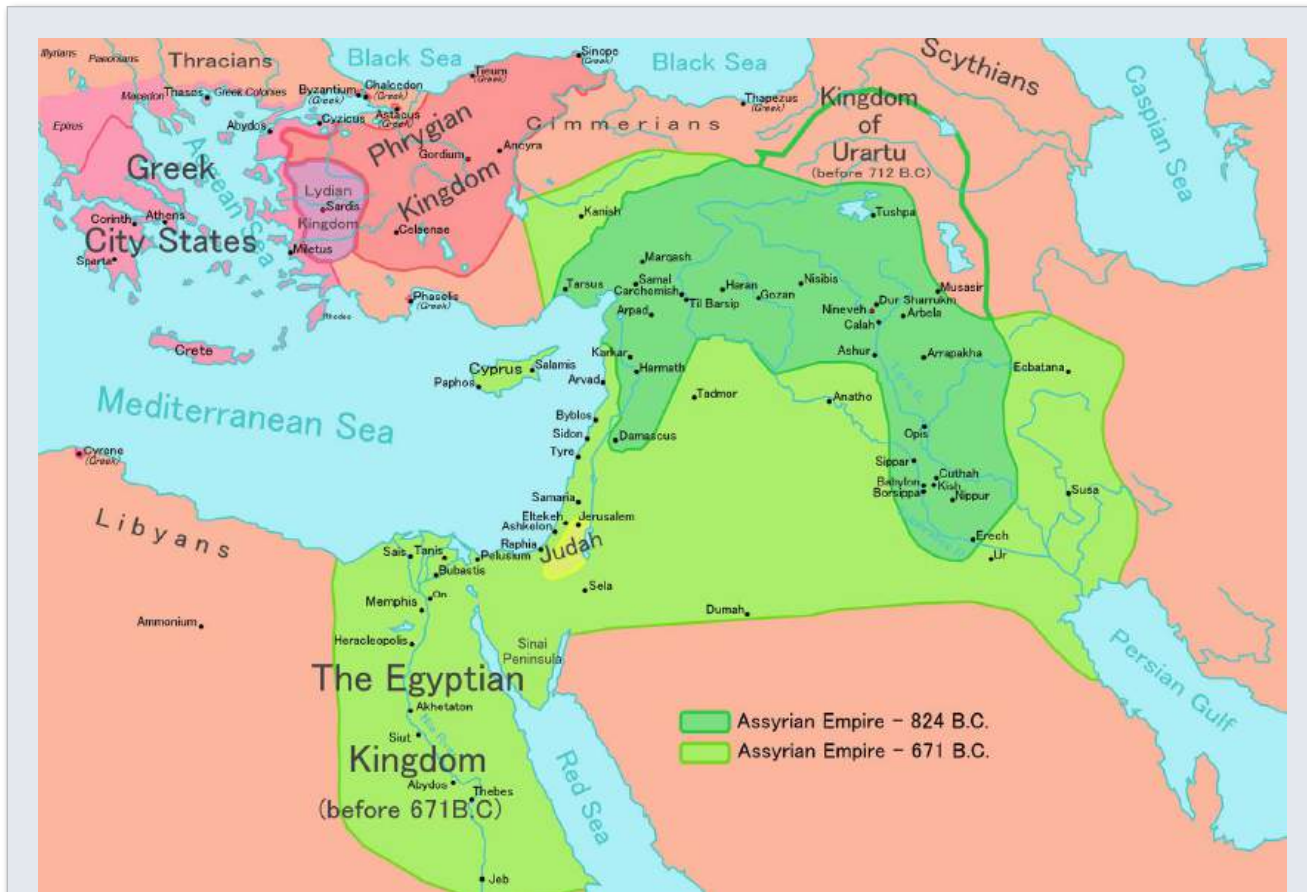 Illyrians
Paeonians
Thracians
Black Sea
Sinope
(Greek)
Black Sea
Scythians
Caspian Sea
Tieum
(Greek)
Byzantium
(Greek)
Chalcedon
(Greek)
Macedon
Thasos
Greek Colonies
Astacus
(Greek)
Thapezus
(Greek)
Kingdom
of
Urartu
(before 712 B.C)
Epirus
Abydos
Cyzicus
Phrygian
Kingdom
Cimmerians
Gordium
Ancyra
Aegean Sea
Greek
City States
Lydian
Kingdom
Sardis
Kanish
Tushpa
Corinth
Athens
Celaenae
Sparta
Miletus
Marqash
Samal
Carchemish
Til Barsip
Haran
Gozan
Nisibis
Musasir
Tarsus
Phaselis
(Greek)
Nineveh
Dur Sharrukm
Calah
Arbela
Arpad
Rhodes
Crete
Cyprus
Salamis
Paphos
Karkar
Harmath
Arvad
Ashur
Arrapakha
Ecbatana
Tadmor
Anatho
Mediterranean Sea
Byblos
Sidon
Damascus
Tyre
Opis
Cyrene
(Greek)
Sippar
Cuthah
Babylon
Kish
Borsippa
Nippur
Susa
Samaria
Eltekeh
Jerusalem
Ashkelon
Libyans
Raphia
Judah
Erech
Ur
Sais
Tanis
Pelusium
Bubastis
On
Sela
Memphis
Dumah
Ammonium
Heracleopolis
Sinai
Peninsula
Persian Gulf
The Egyptian
Kingdom
(before 671B.C)
Akhetaton
Siut
Abydos
Thebes
Red Sea
Assyrian Empire - 824 B.C.
Assyrian Empire - 671 B.C.
Jeb